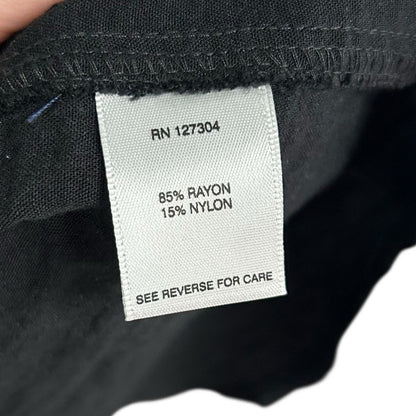 RN 127304
85% RAYON
15% NYLON
SEE REVERSE FOR CARE